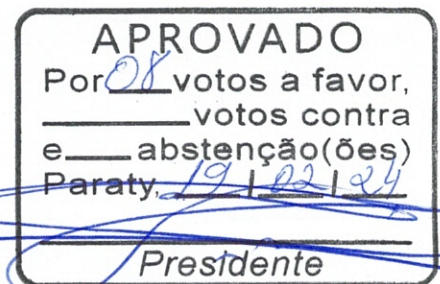 APROVADO
Por 08 votos a favor,
votos contra
e abstenção(ões)
Paraty, 19 / 02 / 24
Presidente